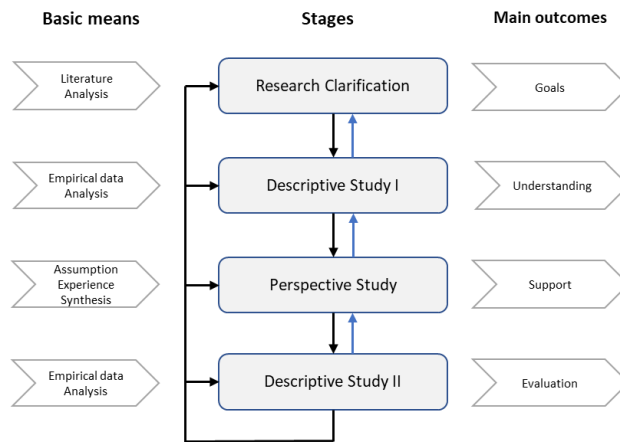 Basic means
Stages
Main outcomes
Literature
Analysis
Research Clarification
Goals
Empirical data
Analysis
Descriptive Study I
Understanding
Assumption
Experience
Synthesis
Perspective Study
Support
Empirical data
Analysis
Descriptive Study II
Evaluation